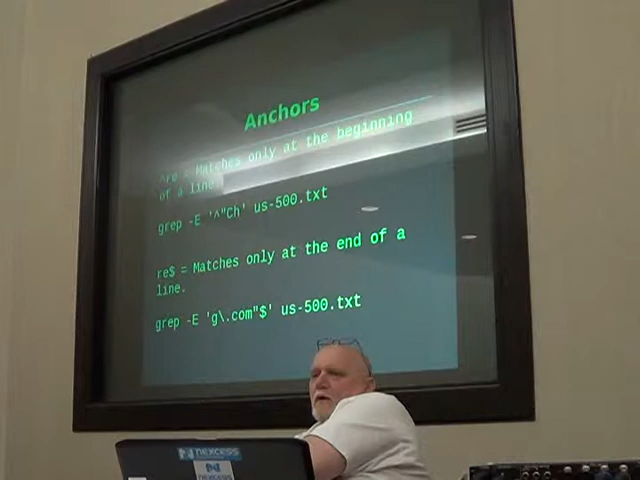 Anchors
^re = Matches only at the beginning
of a line.
grep -E '^"Ch' us-500.txt
re$ = Matches only at the end of a
line.
grep -E 'g\.com"$' us-500.txt
NEXCESS
NEXCESS